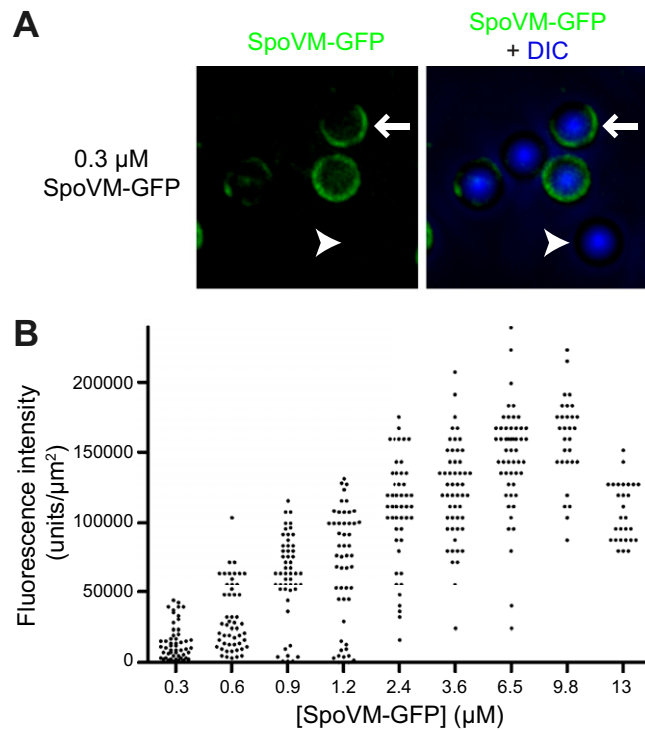 A
SpoVM-GFP
SpoVM-GFP
+ DIC
0.3 µM
SpoVM-GFP
B
Fluorescence intensity
(units/µm²)
200000
150000
100000
50000
0
0.3 0.6 0.9 1.2 2.4 3.6 6.5 9.8 13
[SpoVM-GFP] (µM)